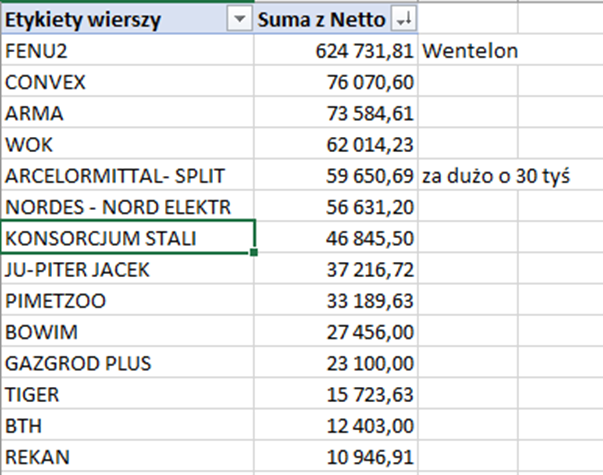 Etykiety wierszy Suma z Netto
FENU2 624 731,81 Wentelon
CONVEX 76 070,60
ARMA 73 584,61
WOK 62 014,23
ARCELORMITTAL- SPLIT 59 650,69 za dużo o 30 tyś
NORDES - NORD ELEKTR 56 631,20
KONSORCJUM STALI 46 845,50
JU-PITER JACEK 37 216,72
PIMETZOO 33 189,63
BOWIM 27 456,00
GAZGROD PLUS 23 100,00
TIGER 15 723,63
BTH 12 403,00
REKAN 10 946,91